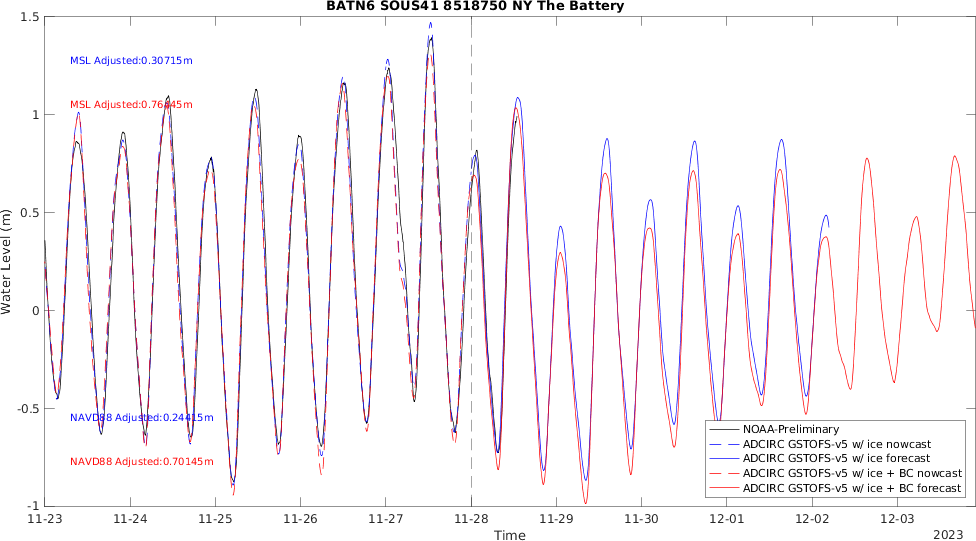 BATN6 SOUS41 8518750 NY The Battery
1.5
MSL Adjusted:0.30715m
MSL Adjusted:0.76445m
1
0.5
Water Level (m)
0
-0.5
NAVD88 Adjusted:0.24415m
NAVD88 Adjusted:0.70145m
NOAA-Preliminary
ADCIRC GSTOFS-v5 w/ ice nowcast
ADCIRC GSTOFS-v5 w/ ice forecast
ADCIRC GSTOFS-v5 w/ ice + BC nowcast
ADCIRC GSTOFS-v5 w/ ice + BC forecast
-1
11-23 11-24 11-25 11-26 11-27 11-28 11-29 11-30 12-01 12-02 12-03
Time
2023